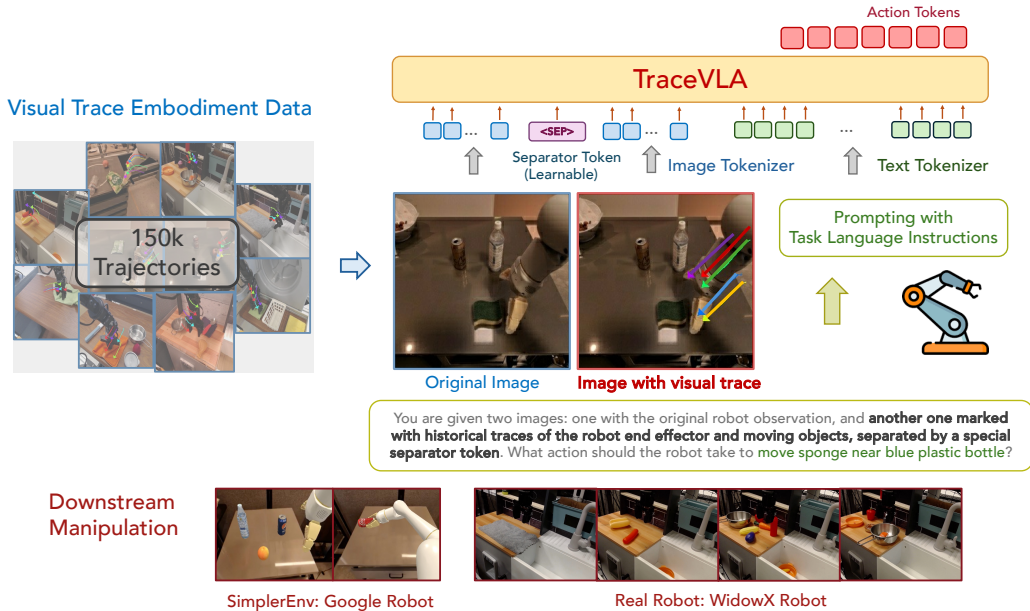 Action Tokens
TraceVLA
Visual Trace Embodiment Data
...
<SEP>
...
...
Separator Token
(Learnable)
Image Tokenizer
Text Tokenizer
150k
Trajectories
Prompting with
Task Language Instructions
Original Image
Image with visual trace
You are given two images: one with the original robot observation, and another one marked
with historical traces of the robot end effector and moving objects, separated by a special
separator token. What action should the robot take to move sponge near blue plastic bottle?
Downstream
Manipulation
SimplerEnv: Google Robot
Real Robot: WidowX Robot